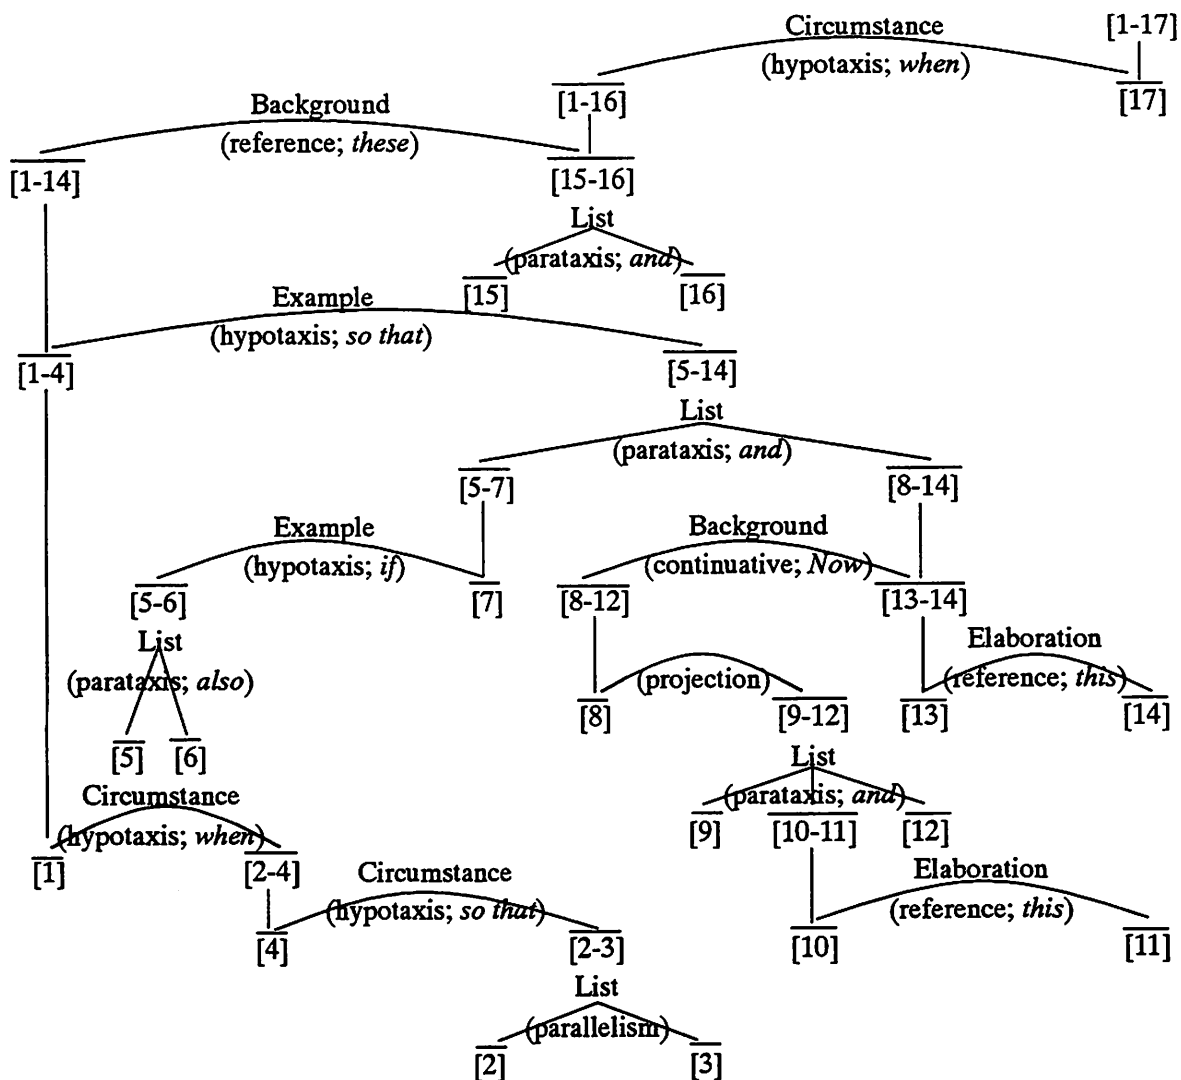 Circumstance [1-17]
(hypotaxis; when)
[1-16] [17]
Background
(reference; these)
[1-14] [15-16]
List
(parataxis; and)
[15] [16]
Example
(hypotaxis; so that)
[1-4] [5-14]
List
(parataxis; and)
[5-7] [8-14]
Example Background
(hypotaxis; if) (continuative; Now)
[5-6] [7] [8-12] [13-14]
List Elaboration
(parataxis; also) (projection) (reference; this)
[8] [9-12] [13] [14]
[5] [6] List
Circumstance (parataxis; and)
(hypotaxis; when) [9] [10-11] [12]
[1] [2-4] Circumstance Elaboration
(hypotaxis; so that) (reference; this)
[4] [2-3] [10] [11]
List
(parallelism)
[2] [3]